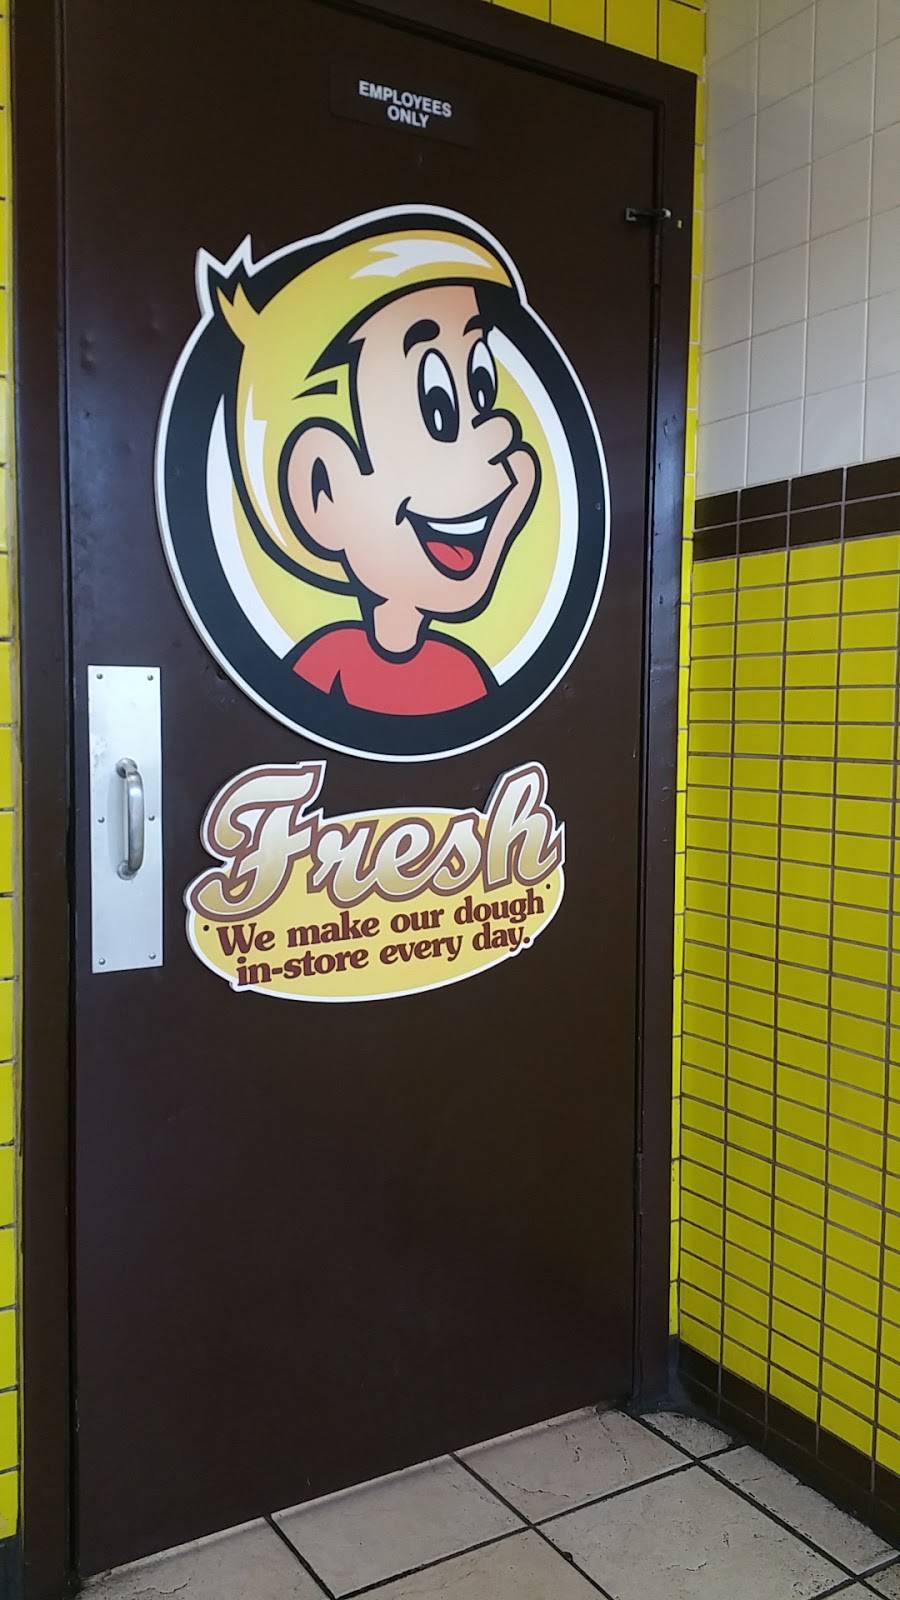 EMPLOYEES
ONLY
Fresh
We make our dough
in-store every day.